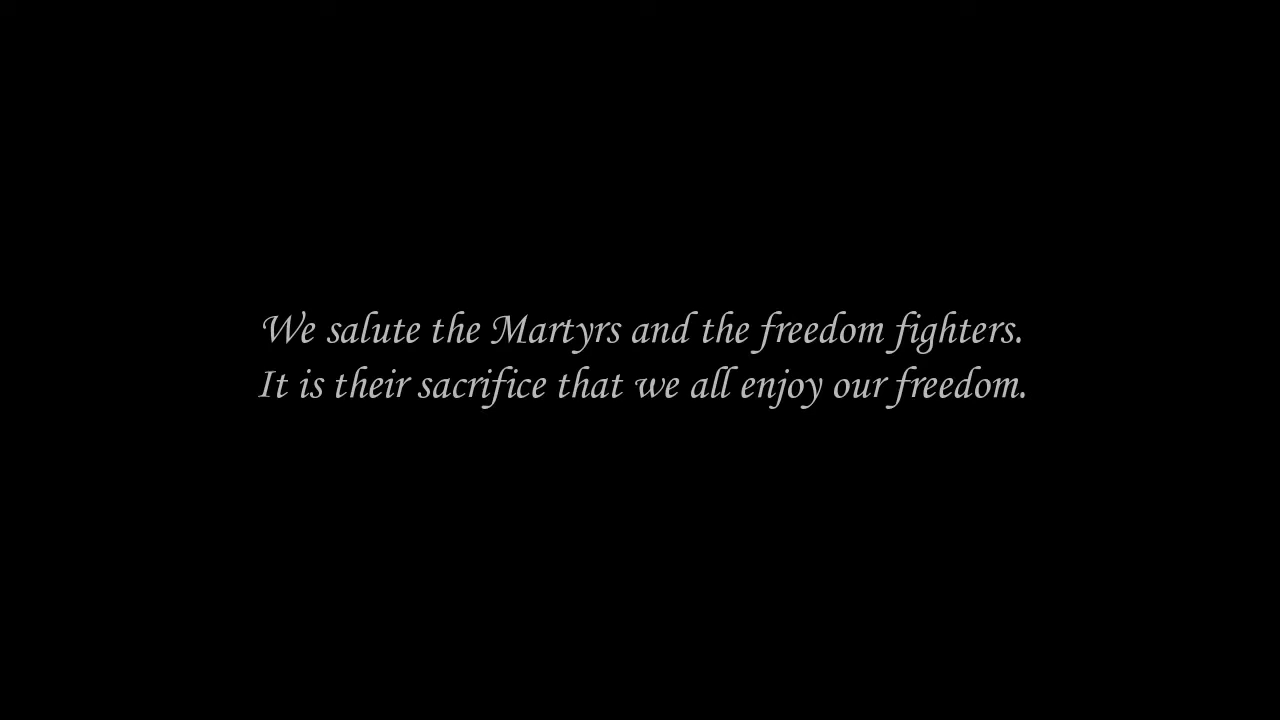 We salute the Martyrs and the freedom fighters.
It is their sacrifice that we all enjoy our freedom.